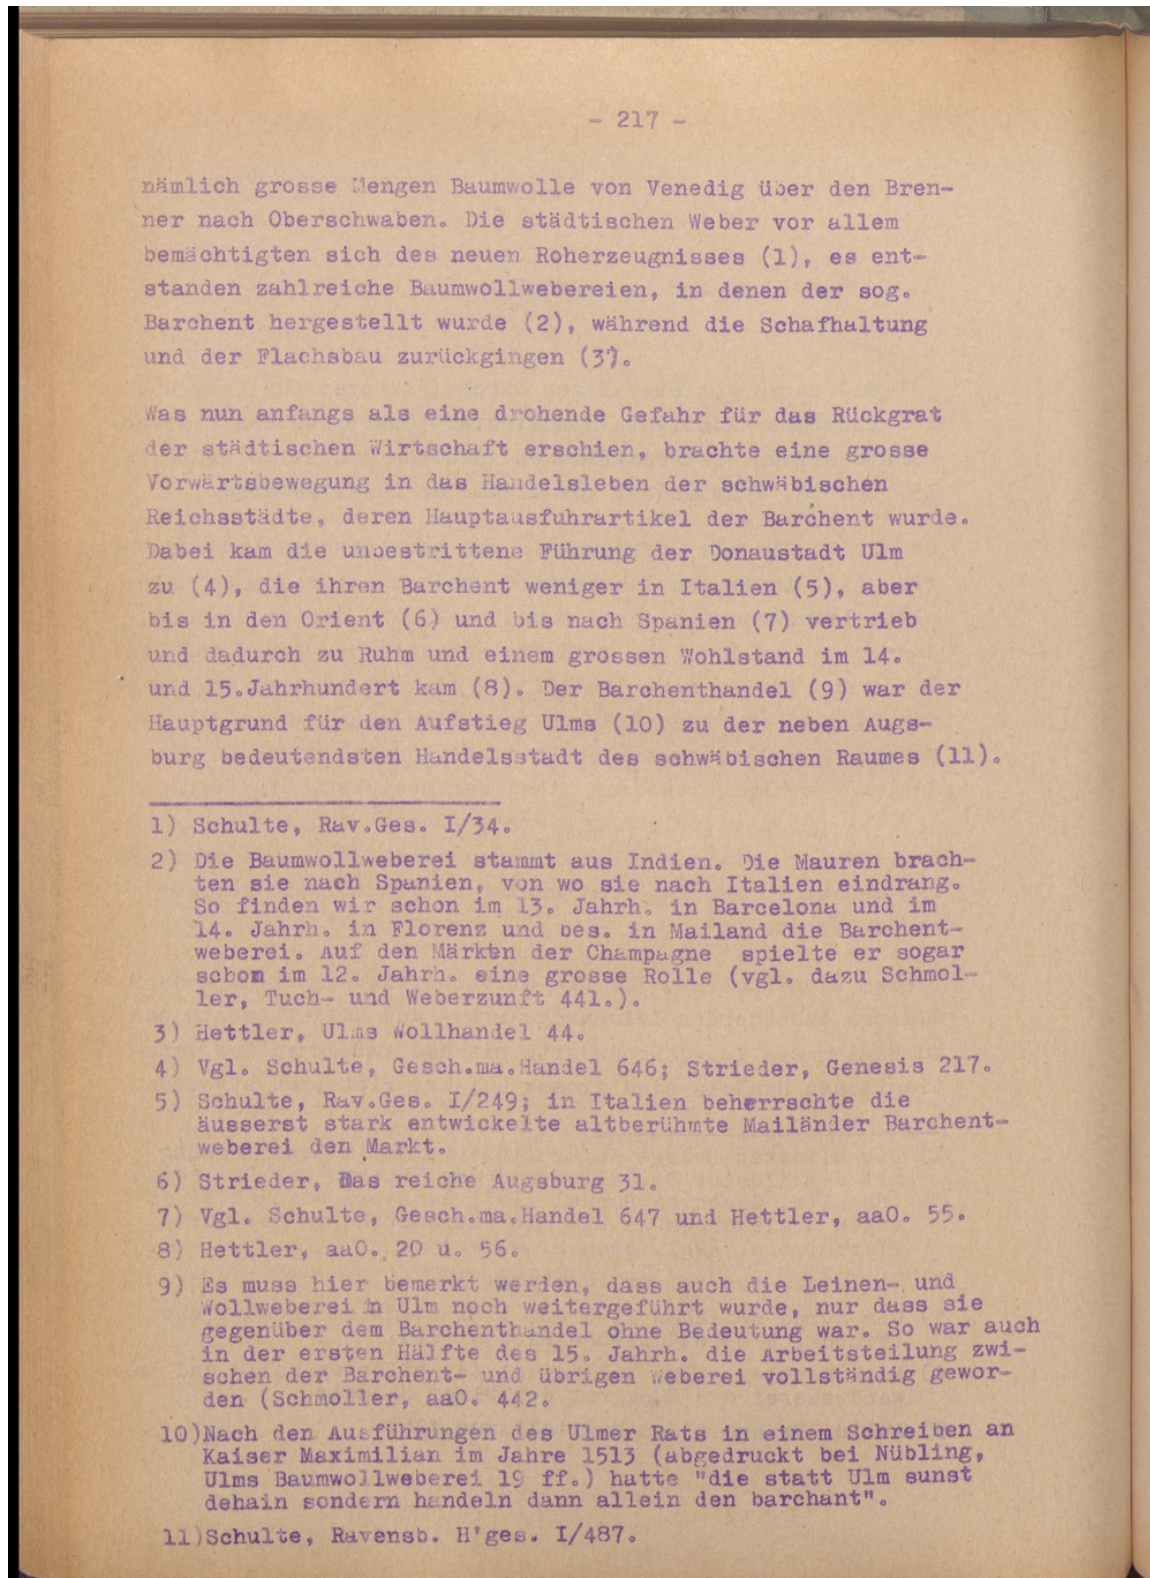 - 217 -
nämlich grosse Mengen Baumwolle von Venedig über den Bren-
ner nach Oberschwaben. Die städtischen Weber vor allem
bemächtigten sich des neuen Roherzeugnisses (1), es ent-
standen zahlreiche Baumwollwebereien, in denen der sog.
Barchent hergestellt wurde (2), während die Schafhaltung
und der Flachsbau zurückgingen (3).
Was nun anfangs als eine drohende Gefahr für das Rückgrat
der städtischen Wirtschaft erschien, brachte eine grosse
Vorwärtsbewegung in das Handelsleben der schwäbischen
Reichsstädte, deren Hauptausfuhrartikel der Barchent wurde.
Dabei kam die unbestrittene Führung der Donaustadt Ulm
zu (4), die ihren Barchent weniger in Italien (5), aber
bis in den Orient (6) und bis nach Spanien (7) vertrieb
und dadurch zu Ruhm und einem grossen Wohlstand im 14.
und 15.Jahrhundert kam (8). Der Barchenthandel (9) war der
Hauptgrund für den Aufstieg Ulms (10) zu der neben Augs-
burg bedeutendsten Handelsstadt des schwäbischen Raumes (11).
1) Schulte, Rav.Ges. I/34.
2) Die Baumwollweberei stammt aus Indien. Die Mauren brach-
ten sie nach Spanien, von wo sie nach Italien eindrang.
So finden wir schon im 13. Jahrh. in Barcelona und im
14. Jahrh. in Florenz und bes. in Mailand die Barchent-
weberei. Auf den Märkten der Champagne spielte er sogar
schon im 12. Jahrh. eine grosse Rolle (vgl. dazu Schmol-
ler, Tuch- und Weberzunft 441.).
3) Hettler, Ulms Wollhandel 44.
4) Vgl. Schulte, Gesch.ma.Handel 646; Strieder, Genesis 217.
5) Schulte, Rav.Ges. I/249; in Italien beherrschte die
äusserst stark entwickelte altberühmte Mailänder Barchent-
weberei den Markt.
6) Strieder, Das reiche Augsburg 31.
7) Vgl. Schulte, Gesch.ma.Handel 647 und Hettler, aaO. 55.
8) Hettler, aaO. 20 u. 56.
9) Es muss hier bemerkt werden, dass auch die Leinen- und
Wollweberei in Ulm noch weitergeführt wurde, nur dass sie
gegenüber dem Barchenthandel ohne Bedeutung war. So war auch
in der ersten Hälfte des 15. Jahrh. die Arbeitsteilung zwi-
schen der Barchent- und übrigen Weberei vollständig gewor-
den (Schmoller, aaO. 442.
10)Nach den Ausführungen des Ulmer Rats in einem Schreiben an
Kaiser Maximilian im Jahre 1513 (abgedruckt bei Nübling,
Ulms Baumwollweberei 19 ff.) hatte "die statt Ulm sunst
dehain sondern handeln dann allein den barchant".
11)Schulte, Ravensb. H'ges. I/487.